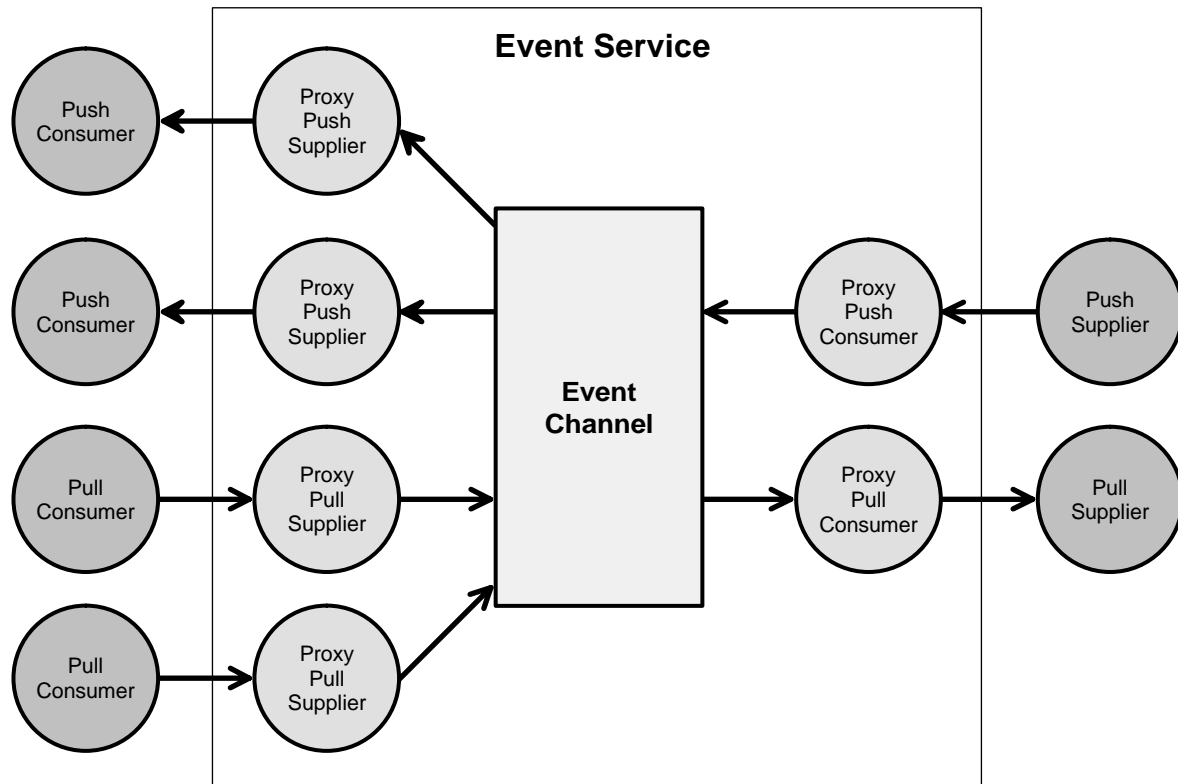 Event Service
Push
Consumer
Proxy
Push
Supplier
Push
Consumer
Proxy
Push
Supplier
Proxy
Push
Consumer
Push
Supplier
Event
Channel
Pull
Consumer
Proxy
Pull
Supplier
Proxy
Pull
Consumer
Pull
Supplier
Pull
Consumer
Proxy
Pull
Supplier